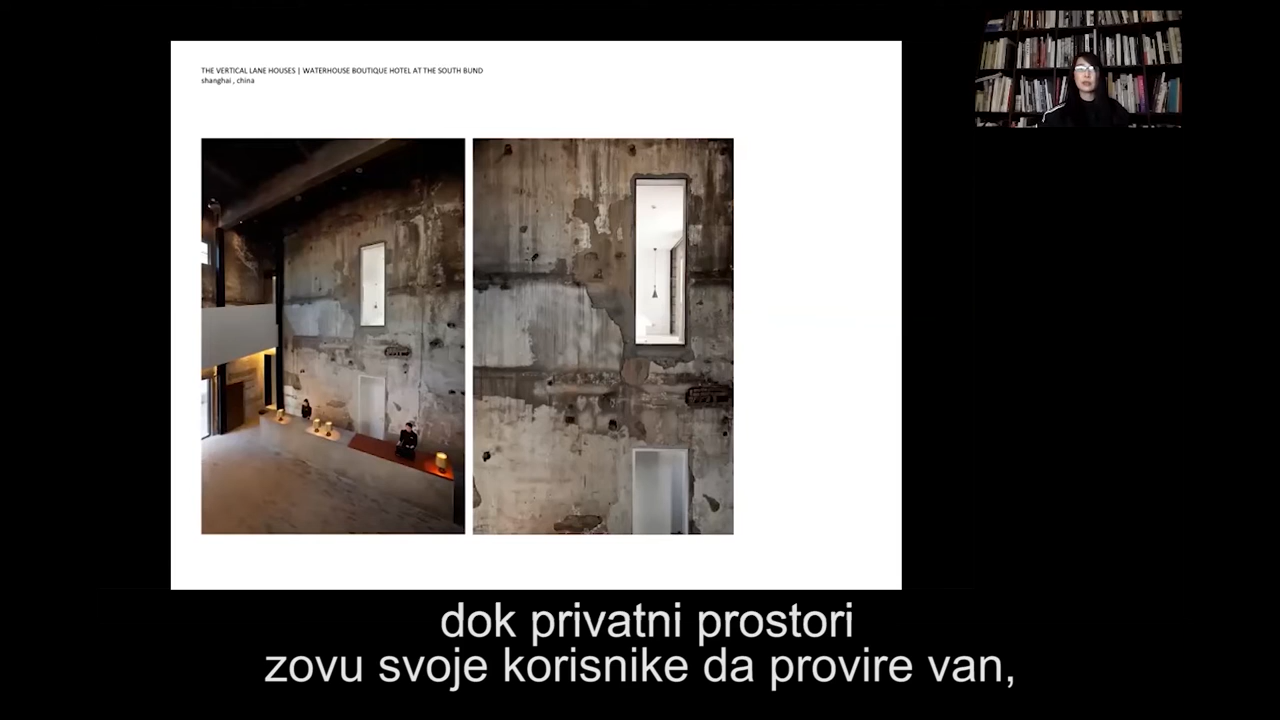 THE VERTICAL LANE HOUSES | WATERHOUSE BOUTIQUE HOTEL AT THE SOUTH BUND
shanghai , china
dok privatni prostori
zovu svoje korisnike da provire van,